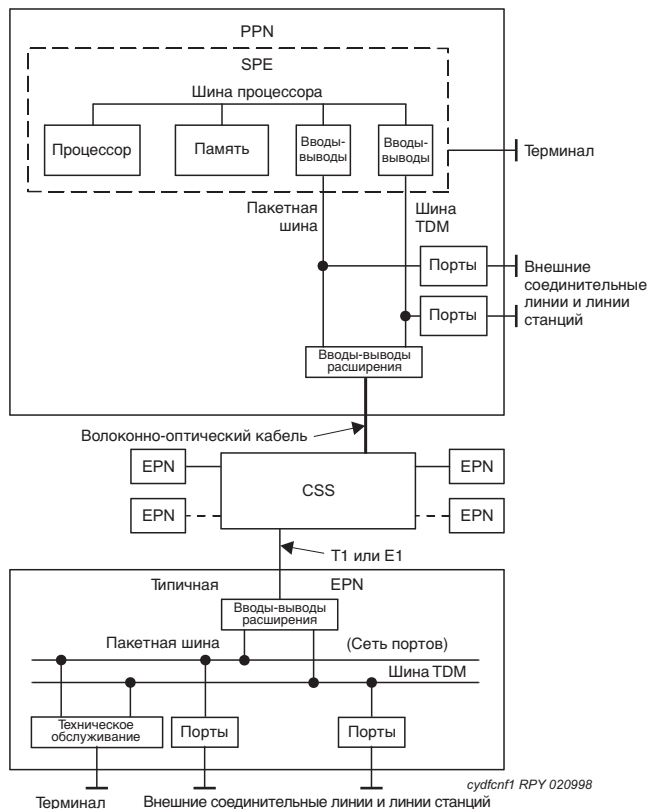 PPN
SPE
Шина процессора
Процессор
Память
Вводы-
выводы
Вводы-
выводы
Терминал
Пакетная
шина
Шина
TDM
Порты
Порты
Внешние
соединительные
линии и линии
станций
Вводы-выводы
расширения
Волоконно-оптический кабель
EPN
EPN
CSS
EPN
EPN
T1 или E1
Типичная
EPN
Вводы-выводы
расширения
Пакетная шина
(Сеть портов)
Шина TDM
Техническое
обслуживание
Порты
Порты
cydfcnf1 RPY 020998
Терминал
Внешние соединительные линии и линии станций